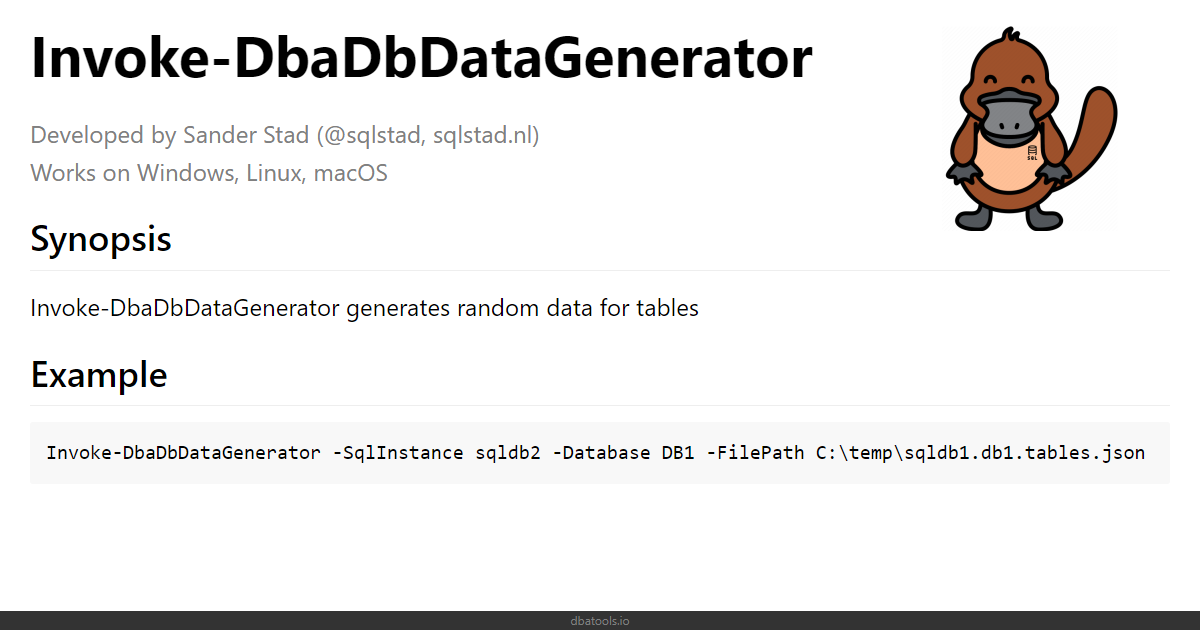 Invoke-DbaDbDataGenerator
Developed by Sander Stad (@sqlstad, sqlstad.nl)
Works on Windows, Linux, macOS
SQL
Synopsis
Invoke-DbaDbDataGenerator generates random data for tables
Example
Invoke-DbaDbDataGenerator -SqlInstance sqldb2 -Database DB1 -FilePath C:\temp\sqldb1.db1.tables.json
dbatools.io